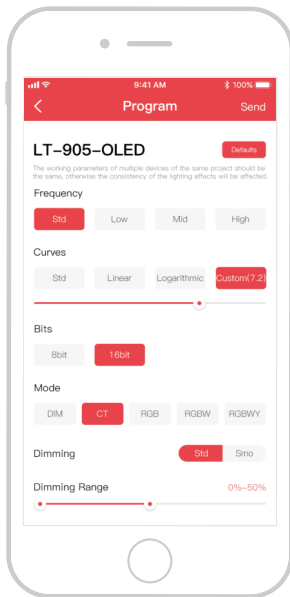 9:41 AM 100%
Program Send
LT-905-OLED Defaults
The working parameters of multiple devices of the same project should be
the same, otherwise the consistency of the lighting effects will be affected.
Frequency
Std Low Mid High
Curves
Std Linear Logarithmic Custom(7.2)
Bits
8bit 16bit
Mode
DIM CT RGB RGBW RGBWY
Dimming Std Smo
Dimming Range 0%-50%